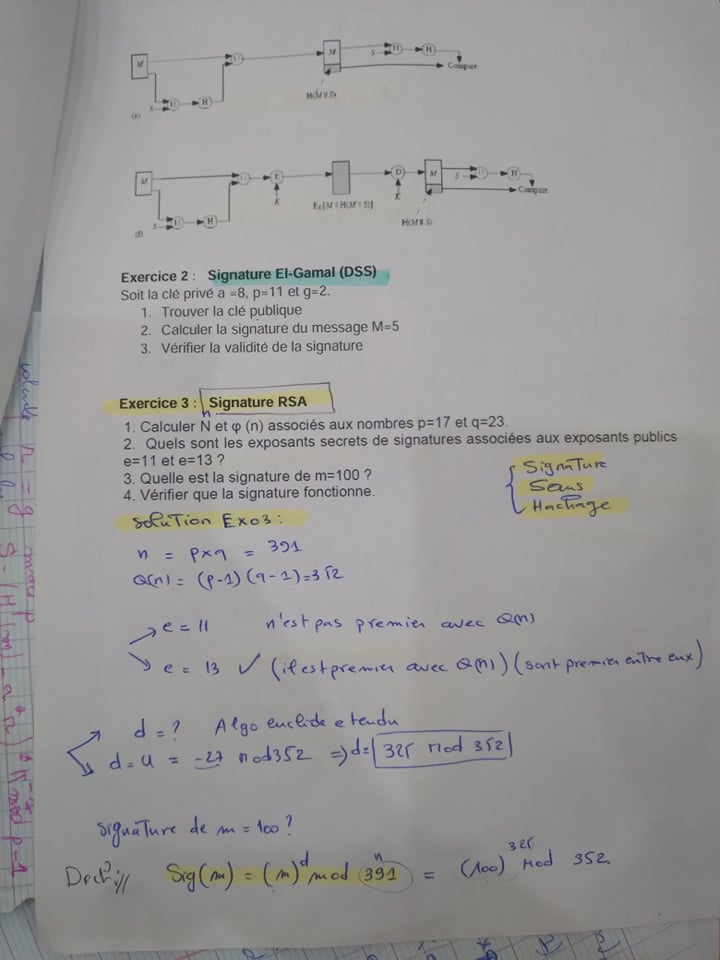 M
S
H
M
S
H
Compare
H(M || S)
(e)
M
S
H
E
K
E_K[M || H(M || S)]
D
K
M
S
H
Compare
H(M || S)
(f)
Exercice 2 : Signature El-Gamal (DSS)
Soit la clé privé a =8, p=11 et g=2.
1. Trouver la clé publique
2. Calculer la signature du message M=5
3. Vérifier la validité de la signature
Exercice 3 : Signature RSA
n
1. Calculer N et φ (n) associés aux nombres p=17 et q=23.
2. Quels sont les exposants secrets de signatures associées aux exposants publics
e=11 et e=13 ?
3. Quelle est la signature de m=100 ?
4. Vérifier que la signature fonctionne.
Signature
Sans
Hachage
Solution Exo3:
n = p×q = 391
Q(n) = (p-1) (q-1)=352
e = 11 n'est pas premier avec Q(n)
e = 13 ✓ (il est premier avec Q(n)) (sont premier entre eux)
d = ? Algo euclide etendu
d = u = -27 mod 352 => d= 325 mod 352
signature de m = 100 ?
Sig(m) = (m)^d mod 391 = (100)^325 mod 352
n